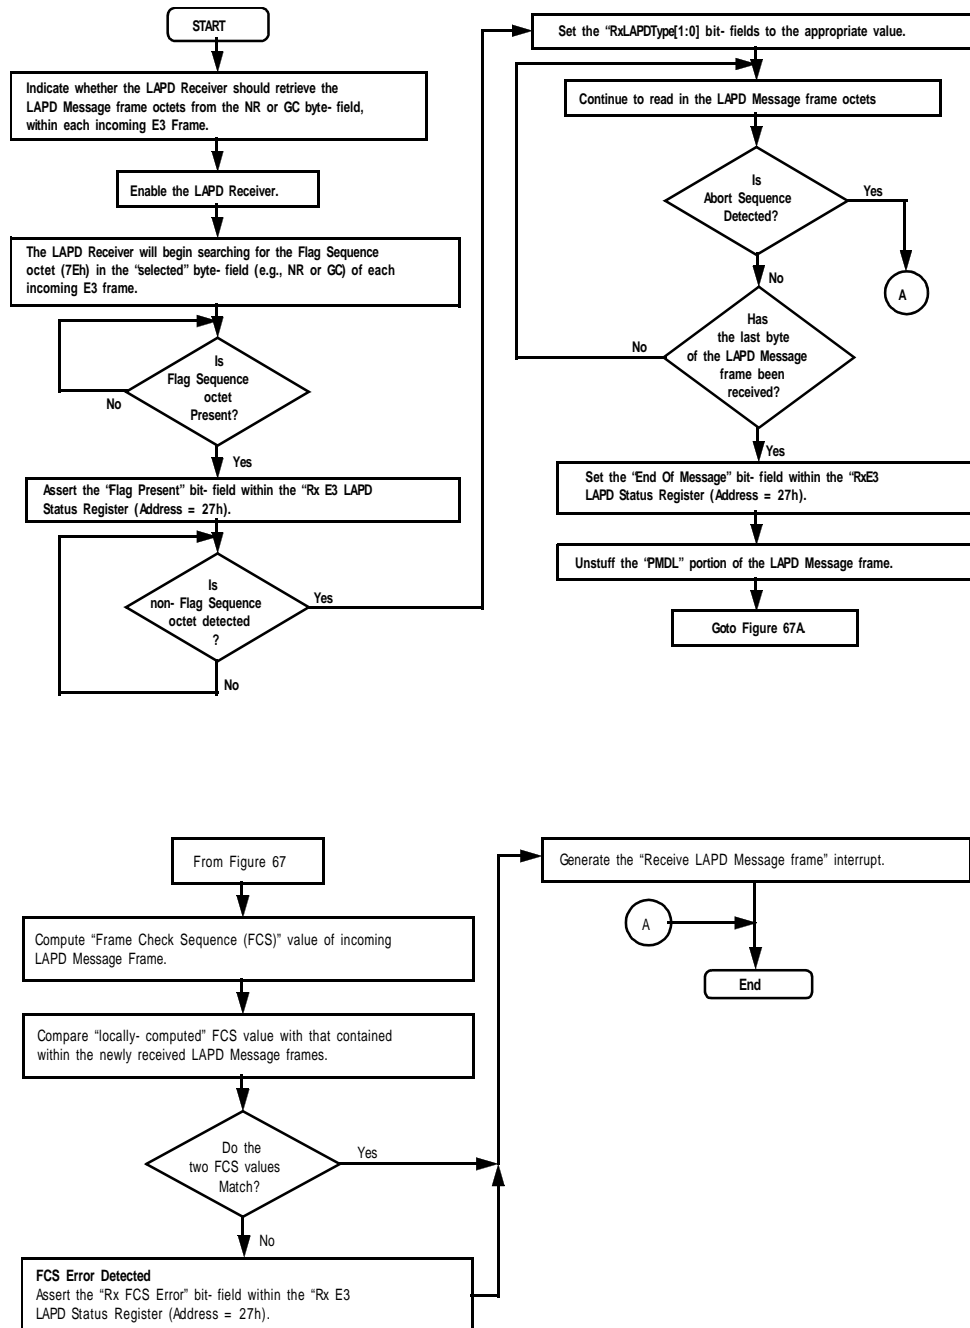 START
Indicate whether the LAPD Receiver should retrieve the
LAPD Message frame octets from the NR or GC byte- field,
within each incoming E3 Frame.
Enable the LAPD Receiver.
The LAPD Receiver will begin searching for the Flag Sequence
octet (7Eh) in the “selected” byte- field (e.g., NR or GC) of each
incoming E3 frame.
Is
Flag Sequence
octet
Present?
No
Yes
Assert the “Flag Present” bit- field within the “Rx E3 LAPD
Status Register (Address = 27h).
Is
non- Flag Sequence
octet detected
?
Yes
No
Set the “RxLAPDType[1:0] bit- fields to the appropriate value.
Continue to read in the LAPD Message frame octets
Is
Abort Sequence
Detected?
Yes
A
No
Has
the last byte
of the LAPD Message
frame been
received?
No
Yes
Set the “End Of Message” bit- field within the “RxE3
LAPD Status Register (Address = 27h).
Unstuff the “PMDL” portion of the LAPD Message frame.
Goto Figure 67A.
From Figure 67
Compute “Frame Check Sequence (FCS)” value of incoming
LAPD Message Frame.
Compare “locally- computed” FCS value with that contained
within the newly received LAPD Message frames.
Do the
two FCS values
Match?
Yes
No
FCS Error Detected
Assert the “Rx FCS Error” bit- field within the “Rx E3
LAPD Status Register (Address = 27h).
Generate the “Receive LAPD Message frame” interrupt.
A
End